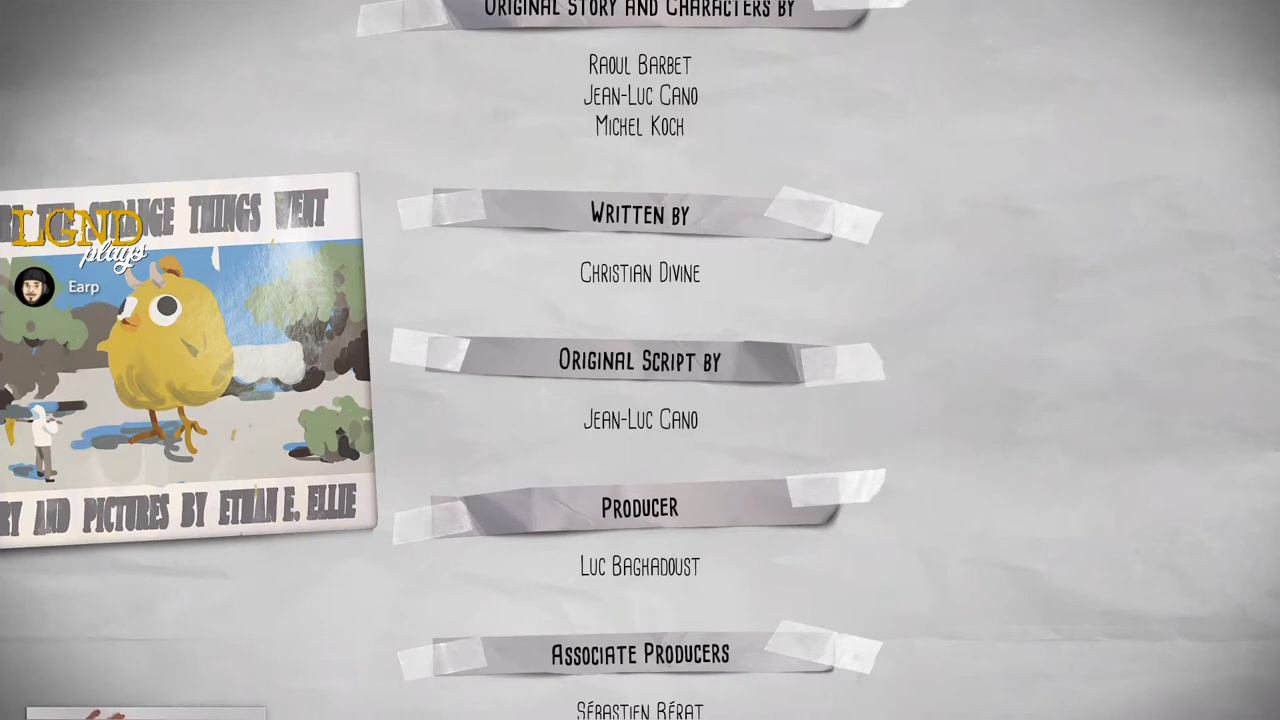 Original Story and Characters by
Raoul Barbet
Jean-Luc Cano
Michel Koch
Written by
Christian Divine
Original Script by
Jean-Luc Cano
Producer
Luc Baghadoust
Associate Producers
Sébastien Bérat
THE STRANGE THINGS WENT
LGND
plays
Earp
AND PICTURES BY ETHAN E. ELLIE